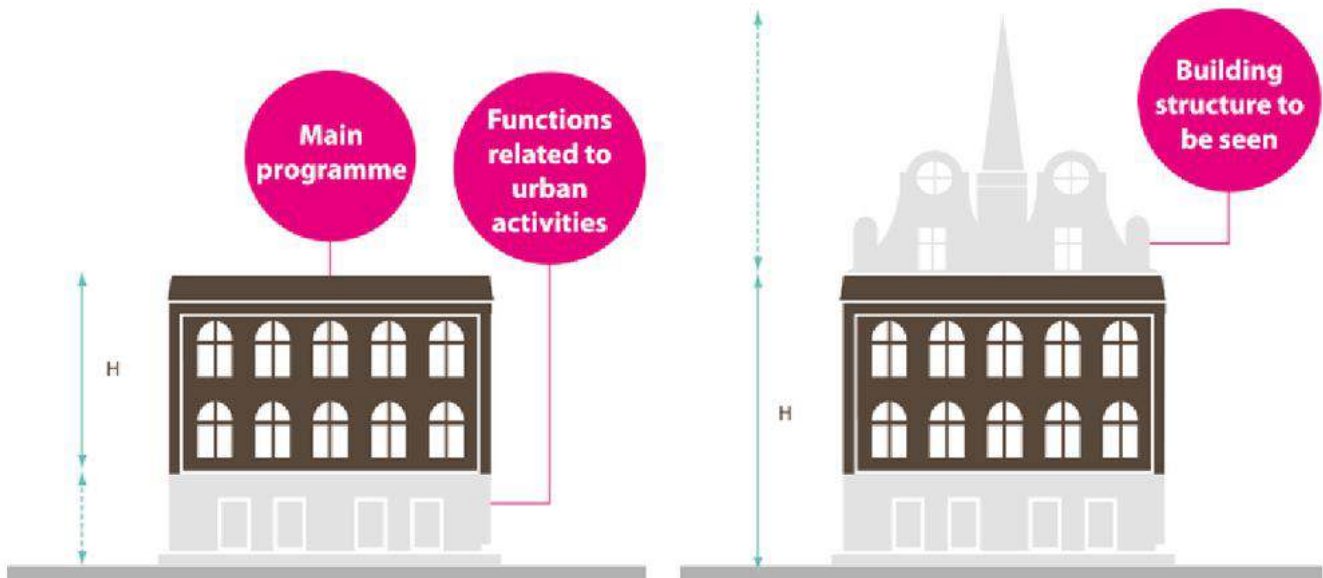 Main
programme
Functions
related to
urban
activities
H
Building
structure to
be seen
H